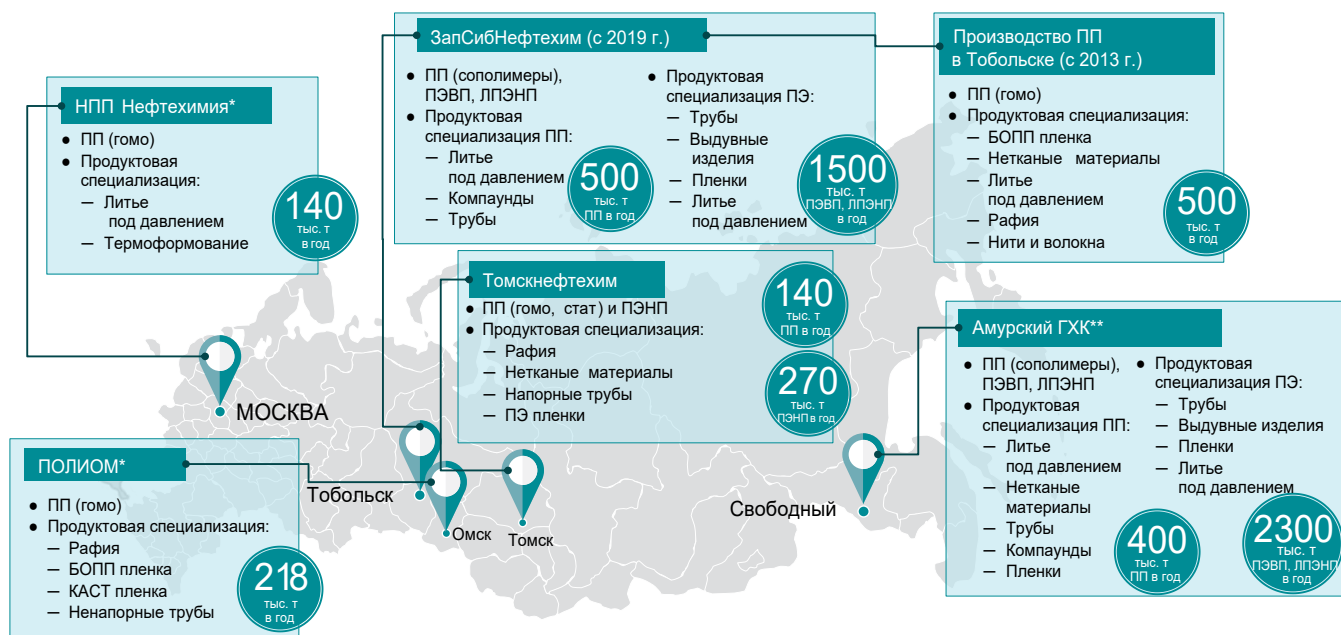 НПП Нефтехимия*
● ПП (гомо)
● Продуктовая
специализация:
— Литье
под давлением
— Термоформование
140
тыс. т
в год
ЗапСибНефтехим (с 2019 г.)
● ПП (сополимеры),
ПЭВП, ЛПЭНП
● Продуктовая
специализация ПП:
— Литье
под давлением
— Компаунды
— Трубы
500
тыс. т
ПП в год
● Продуктовая
специализация ПЭ:
— Трубы
— Выдувные
изделия
— Пленки
— Литье
под давлением
1500
тыс. т
ПЭВП, ЛПЭНП
в год
Производство ПП
в Тобольске (с 2013 г.)
● ПП (гомо)
● Продуктовая специализация:
— БОПП пленка
— Нетканые материалы
— Литье
под давлением
— Рафия
— Нити и волокна
500
тыс. т
в год
Томскнефтехим
● ПП (гомо, стат) и ПЭНП
● Продуктовая специализация:
— Рафия
— Нетканые материалы
— Напорные трубы
— ПЭ пленки
140
тыс. т
ПП в год
270
тыс. т
ПЭНП в год
Амурский ГХК**
● ПП (сополимеры),
ПЭВП, ЛПЭНП
● Продуктовая
специализация ПП:
— Литье
под давлением
— Нетканые
материалы
— Трубы
— Компаунды
— Пленки
400
тыс. т
ПП в год
● Продуктовая
специализация ПЭ:
— Трубы
— Выдувные изделия
— Пленки
— Литье
под давлением
2300
тыс. т
ПЭВП, ЛПЭНП
в год
ПОЛИОМ*
● ПП (гомо)
● Продуктовая специализация:
— Рафия
— БОПП пленка
— КАСТ пленка
— Ненапорные трубы
218
тыс. т
в год
МОСКВА
Тобольск
Омск
Томск
Свободный